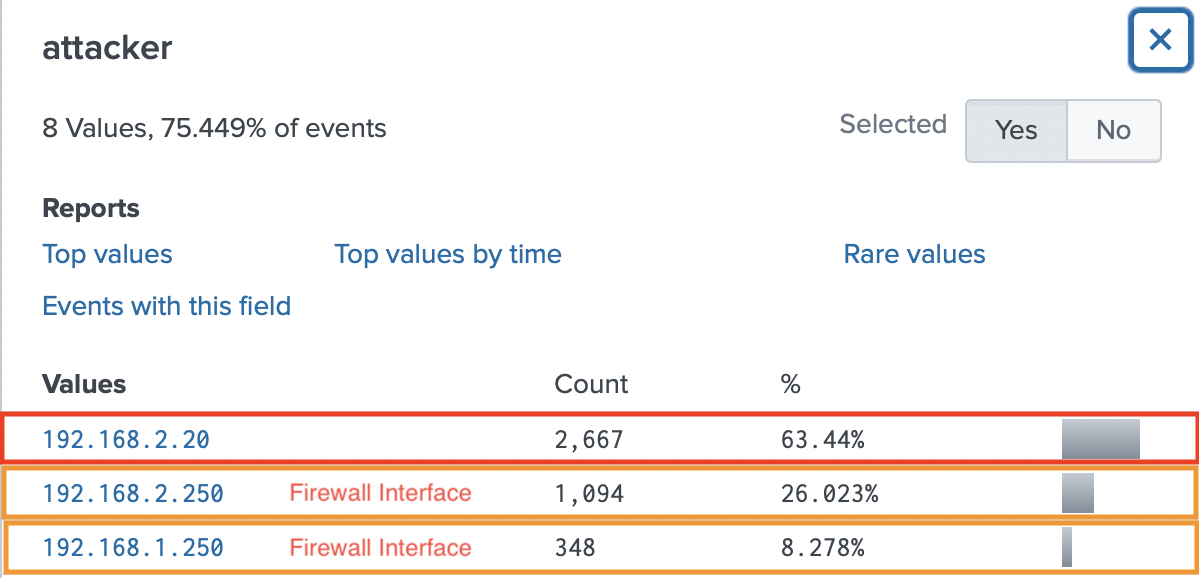 attacker
8 Values, 75.449% of events
Selected Yes No
Reports
Top values Top values by time Rare values
Events with this field
Values Count %
192.168.2.20 2,667 63.44%
192.168.2.250 Firewall Interface 1,094 26.023%
192.168.1.250 Firewall Interface 348 8.278%